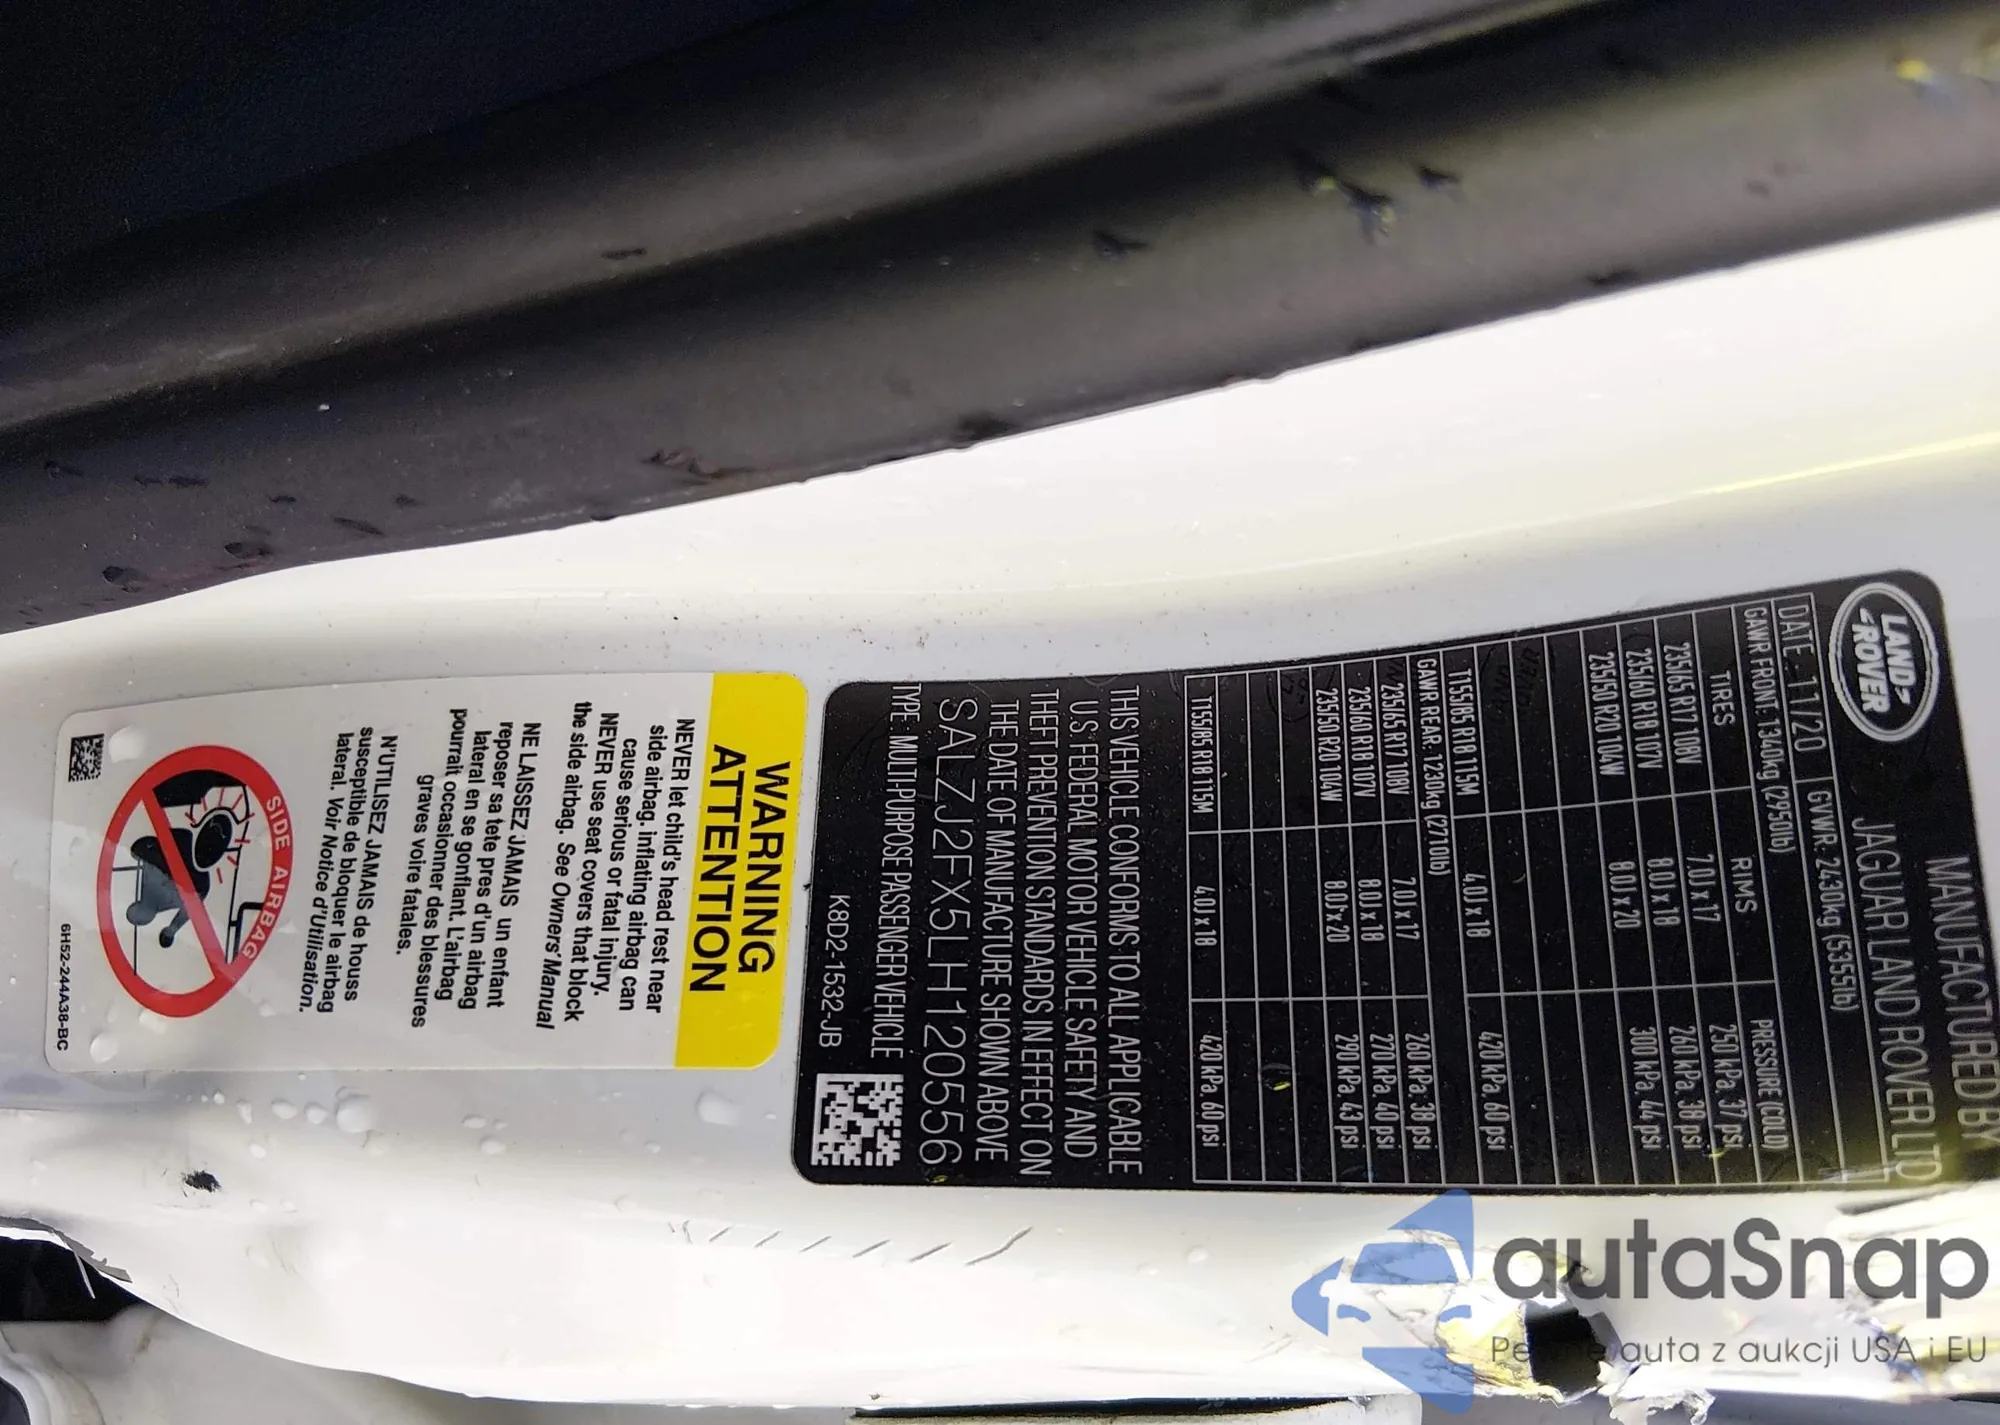 LAND
ROVER
MANUFACTURED BY
JAGUAR LAND ROVER LTD
DATE - 11/20 GVWR: 2430kg (5355lb)
GAWR FRONT: 1340kg (2950lb)
TIRES RIMS PRESSURE (COLD)
235/65 R17 108V 7.0J x 17 250 kPa, 37 psi
235/60 R18 107V 8.0J x 18 260 kPa, 38 psi
235/50 R20 104W 8.0J x 20 300 kPa, 44 psi
T155/85 R18 115M 4.0J x 18 420 kPa, 60 psi
GAWR REAR: 1230kg (2710lb)
235/65 R17 108V 7.0J x 17 260 kPa, 38 psi
235/60 R18 107V 8.0J x 18 270 kPa, 40 psi
235/50 R20 104W 8.0J x 20 290 kPa, 43 psi
T155/85 R18 115M 4.0J x 18 420 kPa, 60 psi
THIS VEHICLE CONFORMS TO ALL APPLICABLE
U.S. FEDERAL MOTOR VEHICLE SAFETY AND
THEFT PREVENTION STANDARDS IN EFFECT ON
THE DATE OF MANUFACTURE SHOWN ABOVE
SALZJ2FX5LH120556
TYPE: MULTI-PURPOSE PASSENGER VEHICLE
K8D2-1532-JB
WARNING
ATTENTION
NEVER let child's head rest near
side airbag, inflating airbag can
cause serious or fatal injury.
NEVER use seat covers that block
the side airbag. See Owners' Manual
NE LAISSEZ JAMAIS un enfant
reposer sa tete pres d'un airbag
lateral en se gonflant. L'airbag
pourrait occasionner des blessures
graves voire fatales.
N'UTILISEZ JAMAIS de houss
susceptible de bloquer le airbag
lateral. Voir Notice d'Utilisation.
SIDE AIRBAG
6H52-244A38-BC
autaSnap
auta z aukcji USA i EU